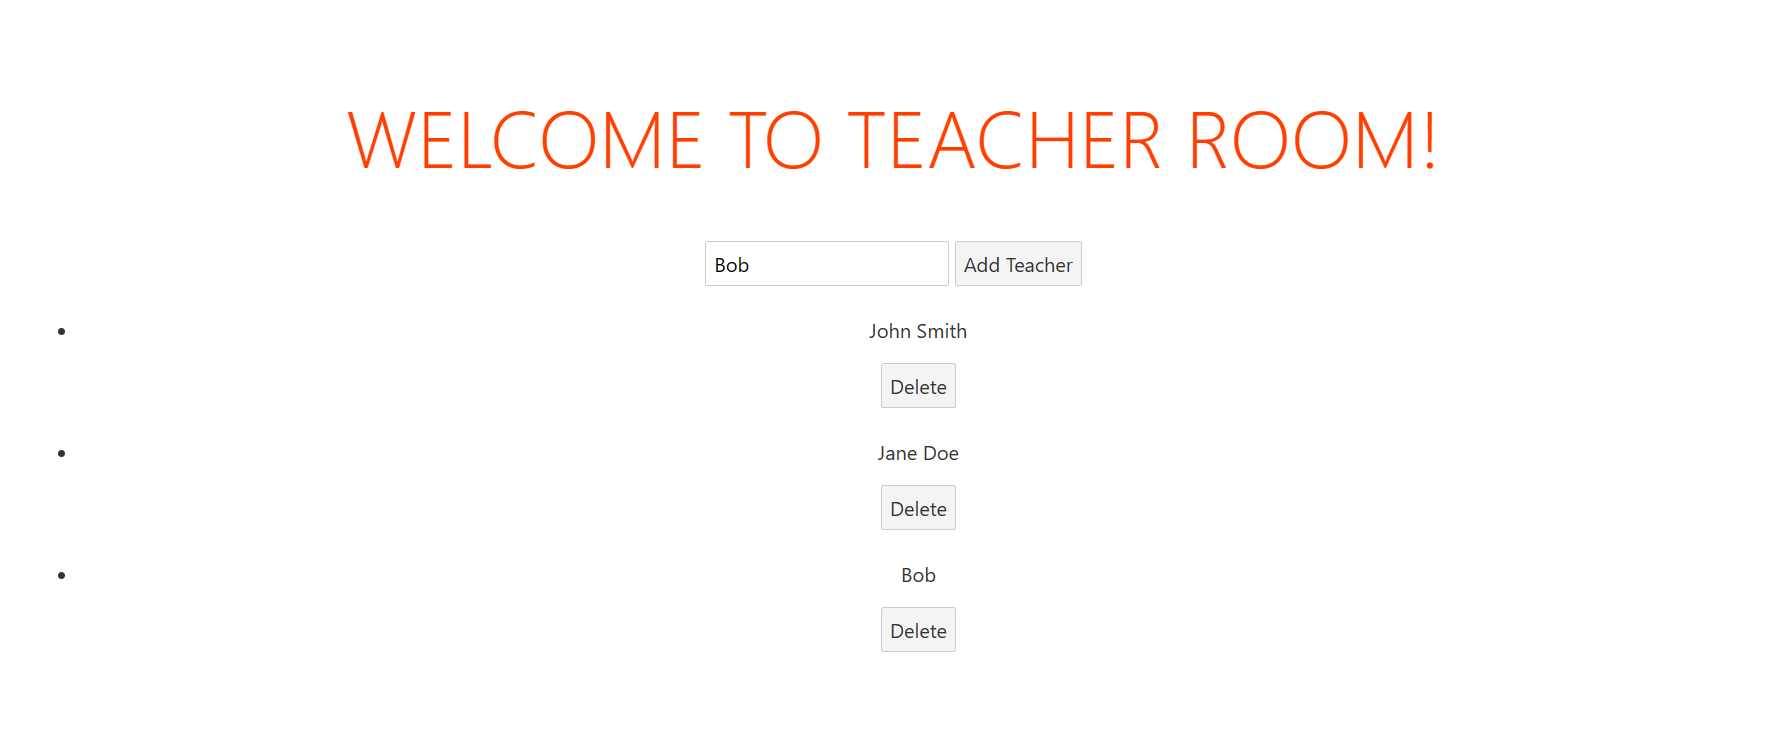 WELCOME TO TEACHER ROOM!
Bob Add Teacher
John Smith
Delete
Jane Doe
Delete
Bob
Delete